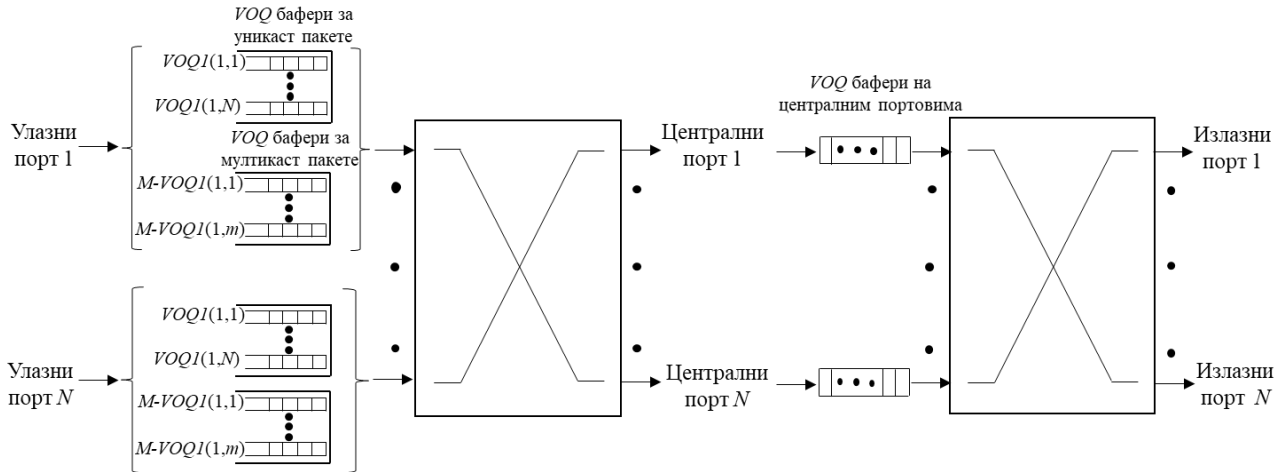 VOQ бафери за
уникаст пакете
VOQ1(1,1)
VOQ1(1,N)
Улазни
порт 1
VOQ бафери за
мултикаст пакете
M-VOQ1(1,1)
M-VOQ1(1,m)
Централни
порт 1
VOQ бафери на
централним портовима
Излазни
порт 1
VOQ1(1,1)
VOQ1(1,N)
Улазни
порт N
M-VOQ1(1,1)
M-VOQ1(1,m)
Централни
порт N
Излазни
порт N